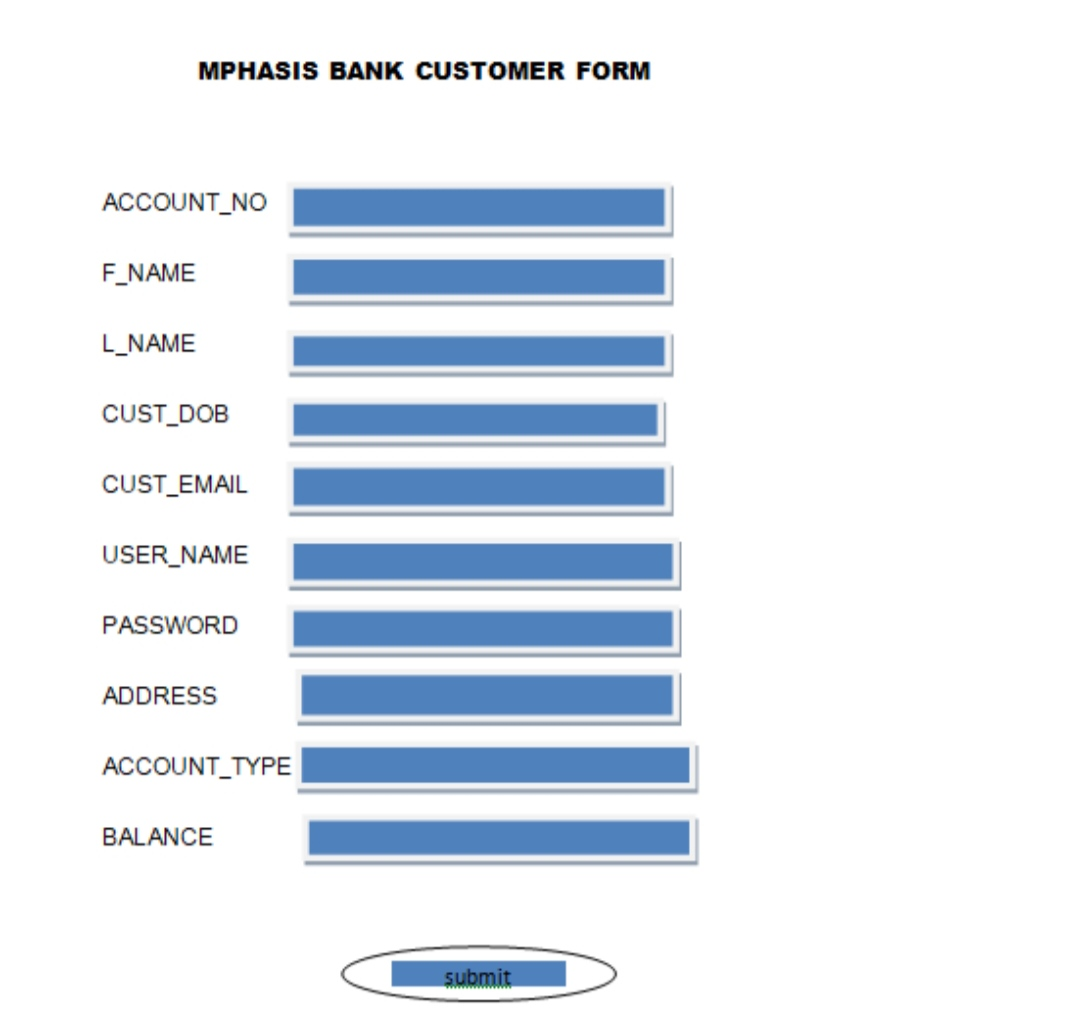 MPHASIS BANK CUSTOMER FORM
ACCOUNT_NO
F_NAME
L_NAME
CUST_DOB
CUST_EMAIL
USER_NAME
PASSWORD
ADDRESS
ACCOUNT_TYPE
BALANCE
submit